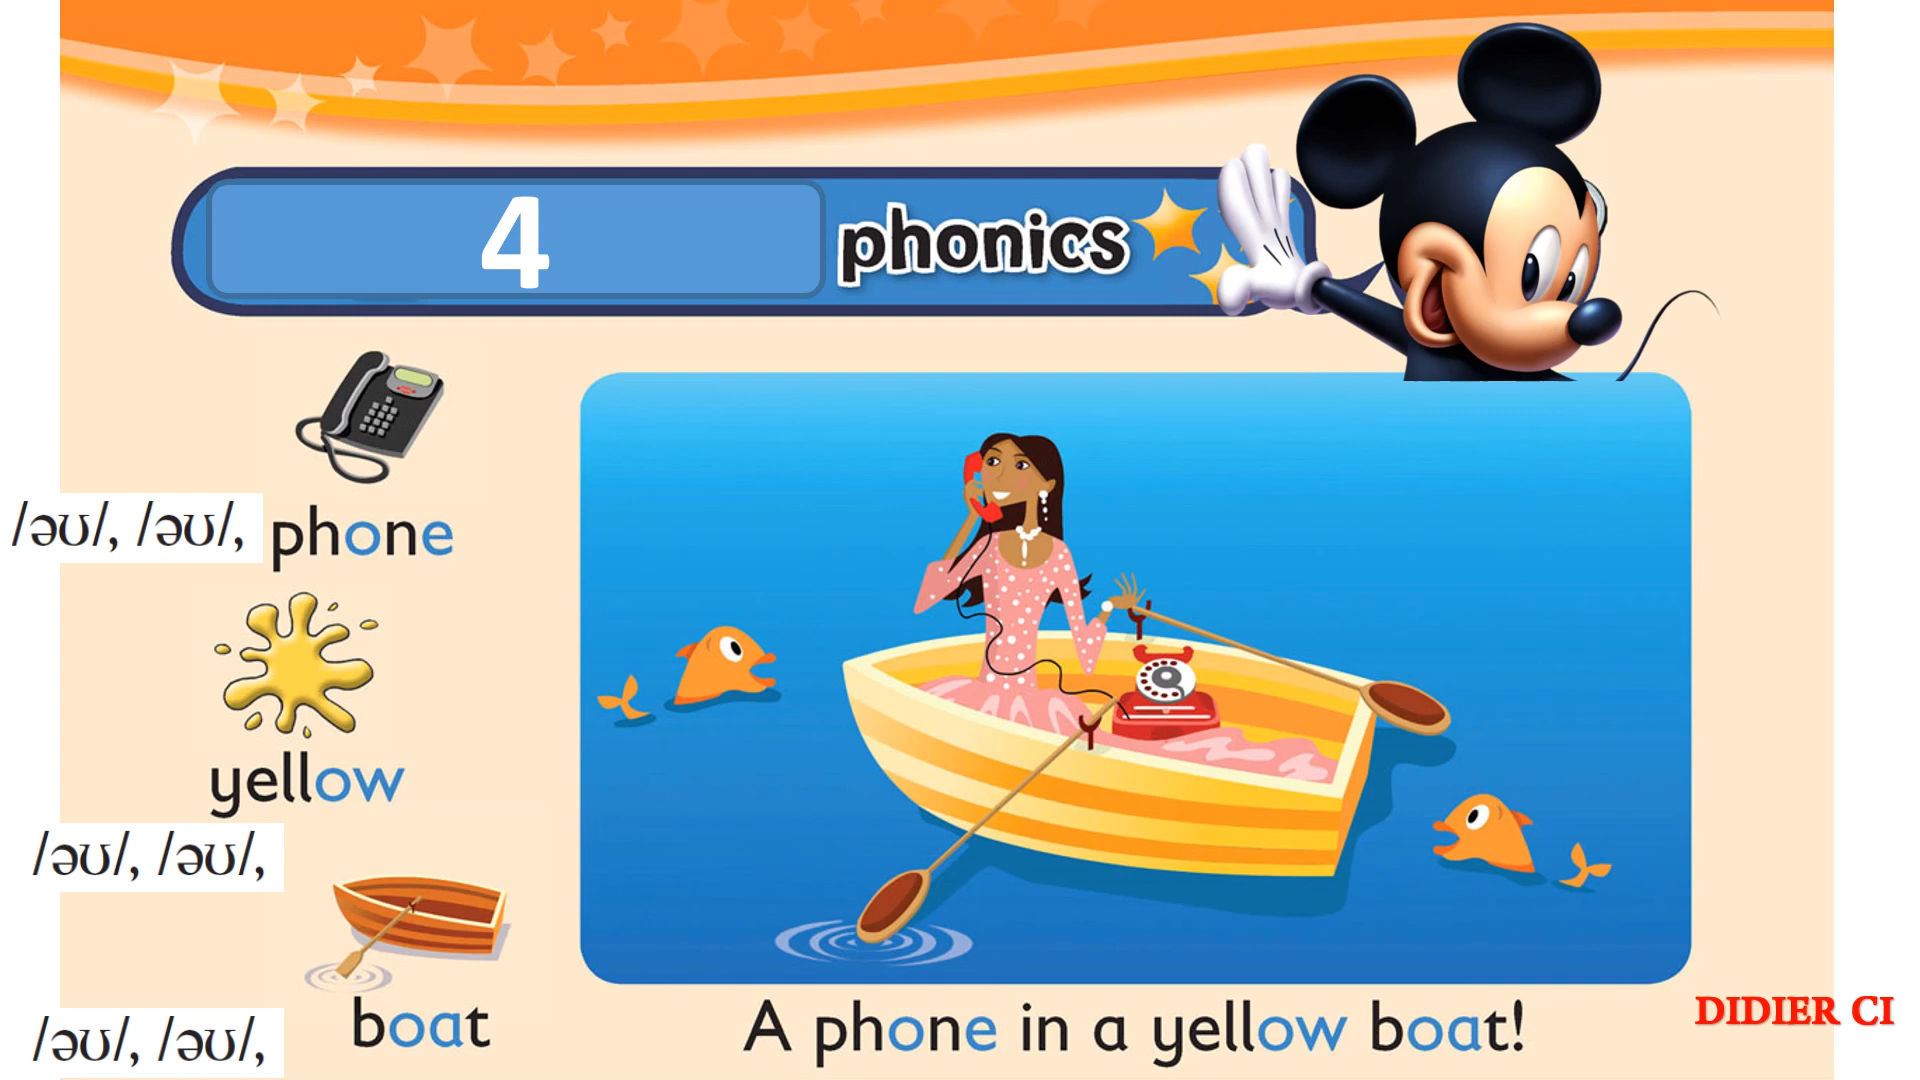 4
phonics
/əʊ/, /əʊ/, phone
yellow
/əʊ/, /əʊ/,
boat
/əʊ/, /əʊ/,
A phone in a yellow boat!
DIDIER CI